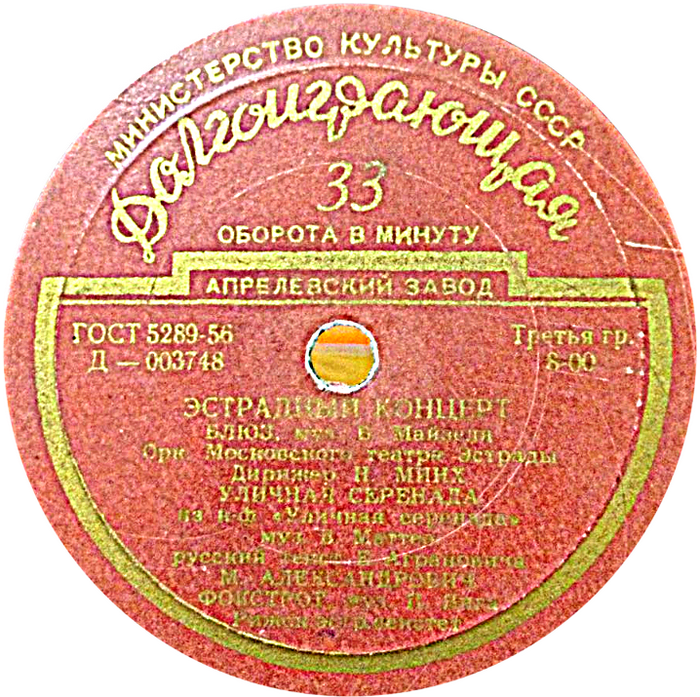 МИНИСТЕРСТВО КУЛЬТУРЫ СССР
Долгоиграющая
33
ОБОРОТА В МИНУТУ
АПРЕЛЕВСКИЙ ЗАВОД
ГОСТ 5289-56
Д — 003748
Третья гр.
8-00
ЭСТРАДНЫЙ КОНЦЕРТ
БЛЮЗ, муз. Б. Майзеля
Орк Московского театра Эстрады
Дирижер Н. МИНХ
УЛИЧНАЯ СЕРЕНАДА
из к-ф «Уличная серенада»
муз В.
русский текст Аграновича
М. АЛЕКСАНДРОВИЧ
ФОКСТРОТ, муз.